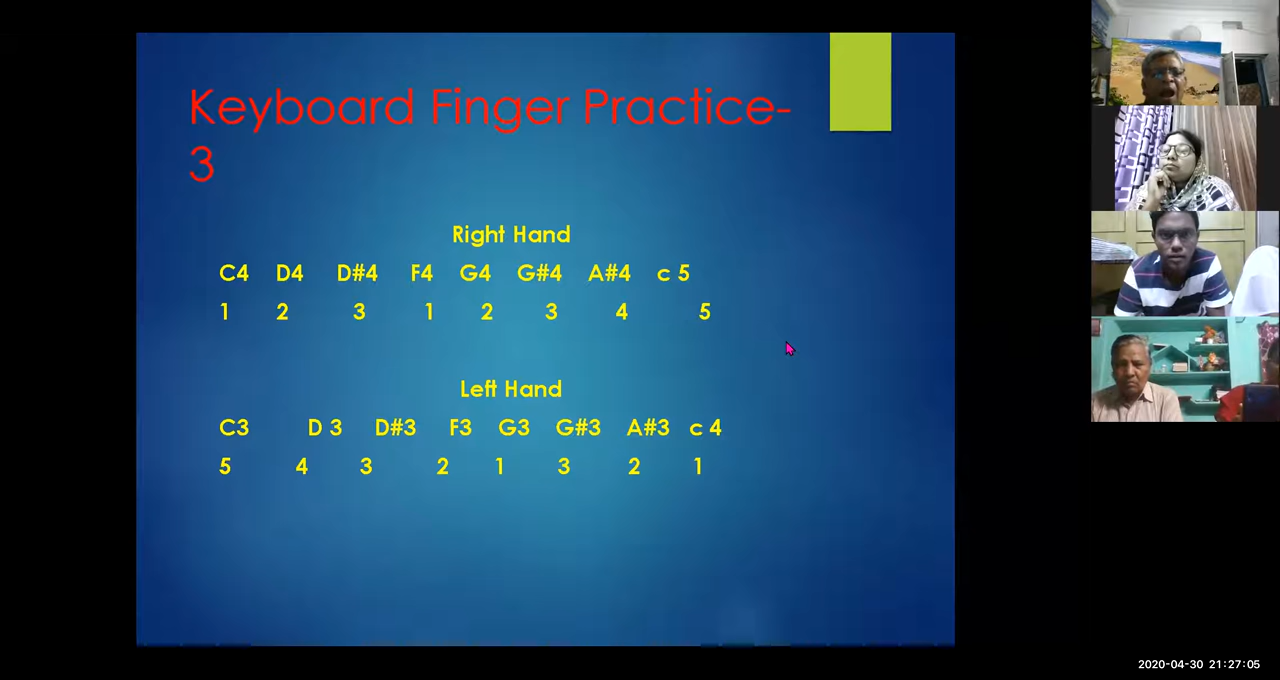 Keyboard Finger Practice-
3
Right Hand
C4 D4 D#4 F4 G4 G#4 A#4 c 5
1 2 3 1 2 3 4 5
Left Hand
C3 D 3 D#3 F3 G3 G#3 A#3 c 4
5 4 3 2 1 3 2 1
2020-04-30 21:27:05